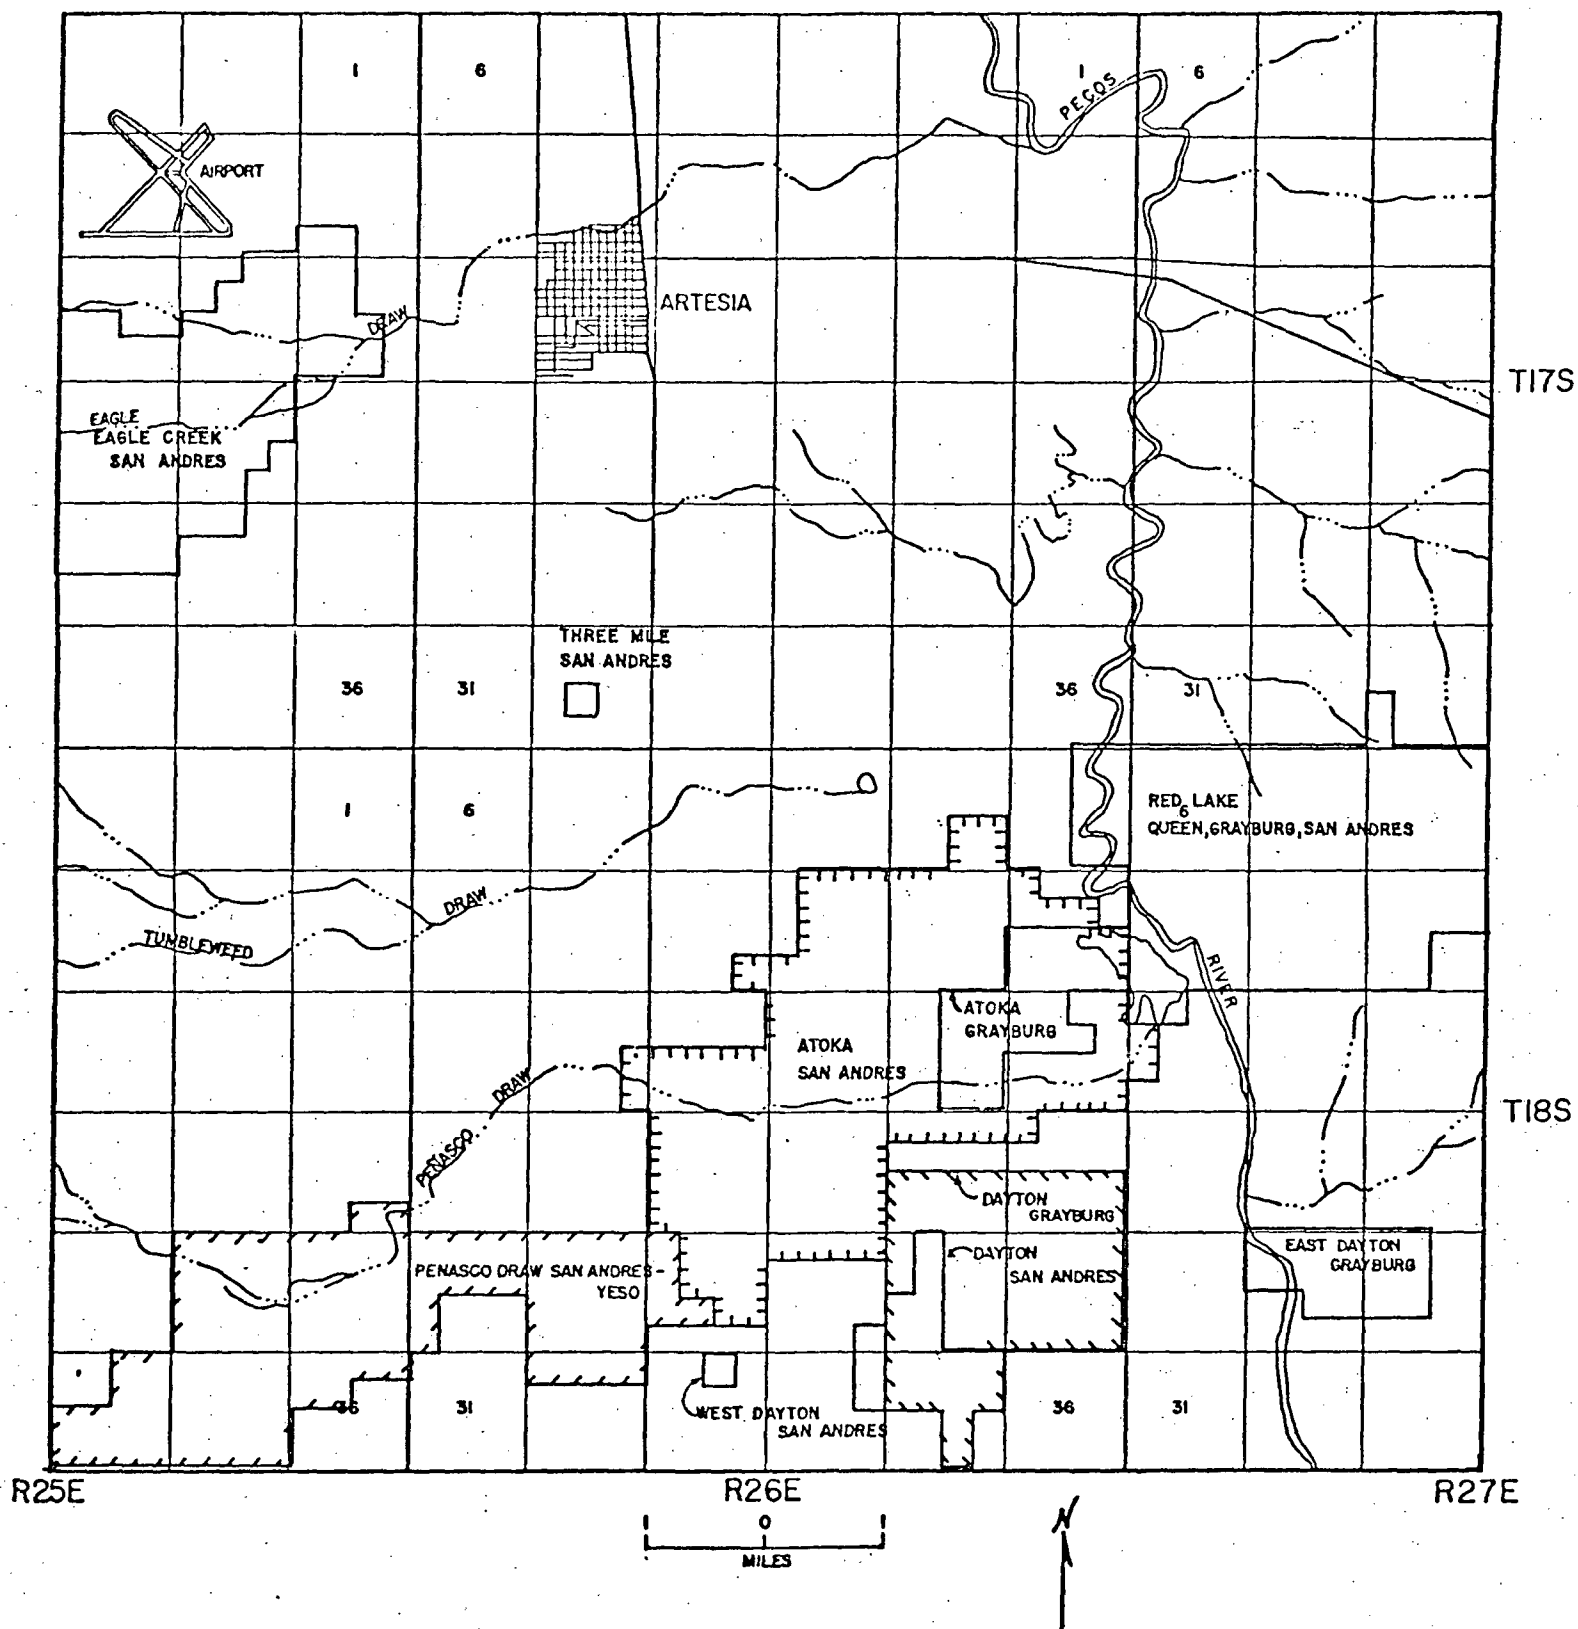 1
6
1
6
PECOS
AIRPORT
ARTESIA
DRAW
T17S
EAGLE
EAGLE CREEK
SAN ANDRES
THREE MILE
SAN ANDRES
36
31
36
31
1
6
RED LAKE
6
QUEEN, GRAYBURG, SAN ANDRES
DRAW
TUMBLEWEED
RIVER
ATOKA
GRAYBURG
ATOKA
SAN ANDRES
DRAW
PENASCO
T18S
DAYTON
GRAYBURG
DAYTON
SAN ANDRES
EAST DAYTON
GRAYBURG
PENASCO DRAW SAN ANDRES-
YESO
36
31
WEST DAYTON
SAN ANDRES
36
31
R25E
R26E
R27E
1 0 1
MILES
N